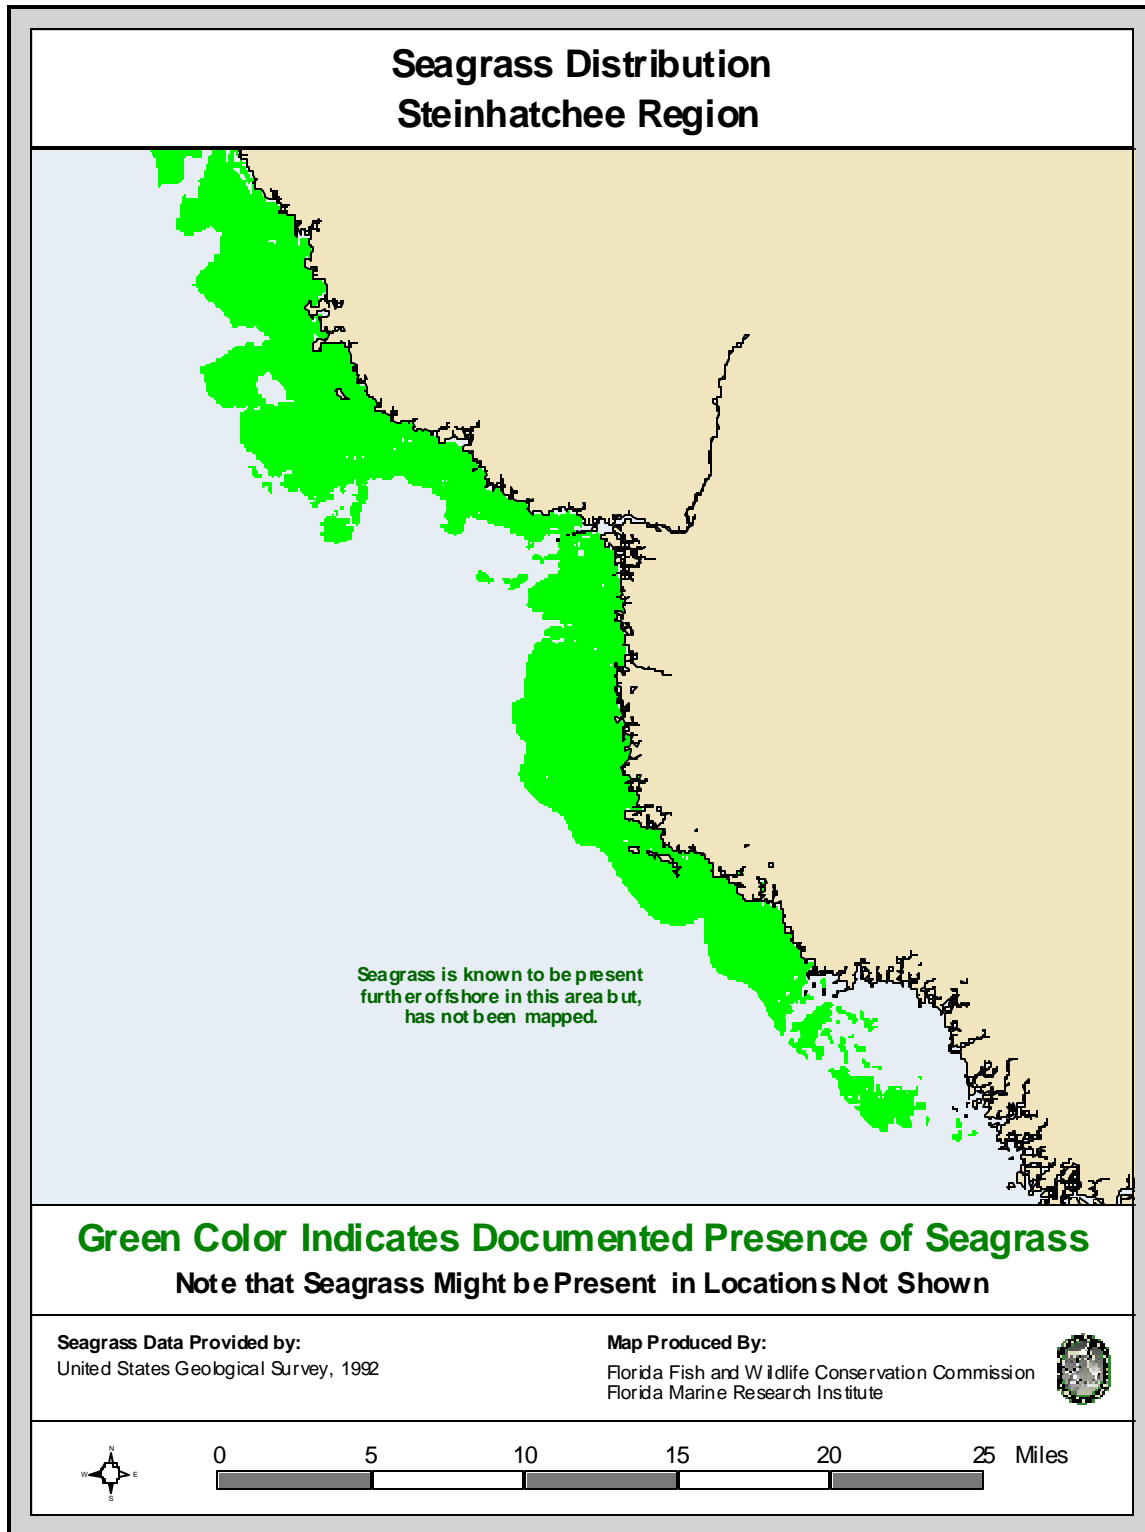 Seagrass Distribution
Steinhatchee Region
Seagrass is known to be present
further offshore in this area but,
has not been mapped.
Green Color Indicates Documented Presence of Seagrass
Note that Seagrass Might be Present in Locations Not Shown
Seagrass Data Provided by:
United States Geological Survey, 1992
Map Produced By:
Florida Fish and Wildlife Conservation Commission
Florida Marine Research Institute
N
W E
S
0 5 10 15 20 25 Miles